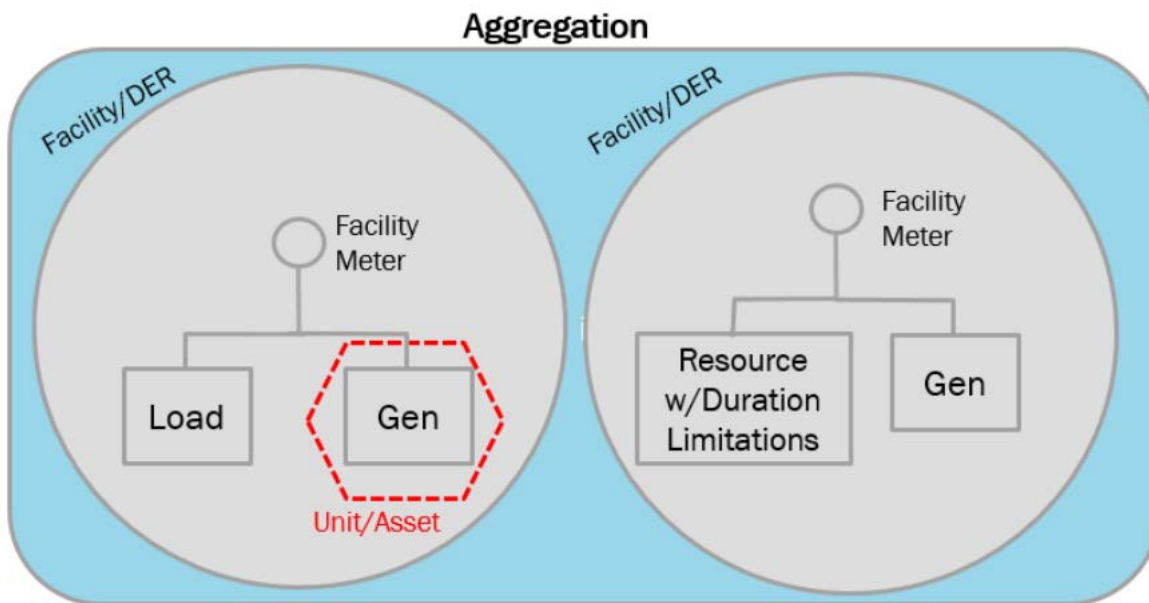 Aggregation
Facility/DER
Facility
Meter
Load
Gen
Unit/Asset
Facility/DER
Facility
Meter
Resource
w/Duration
Limitations
Gen